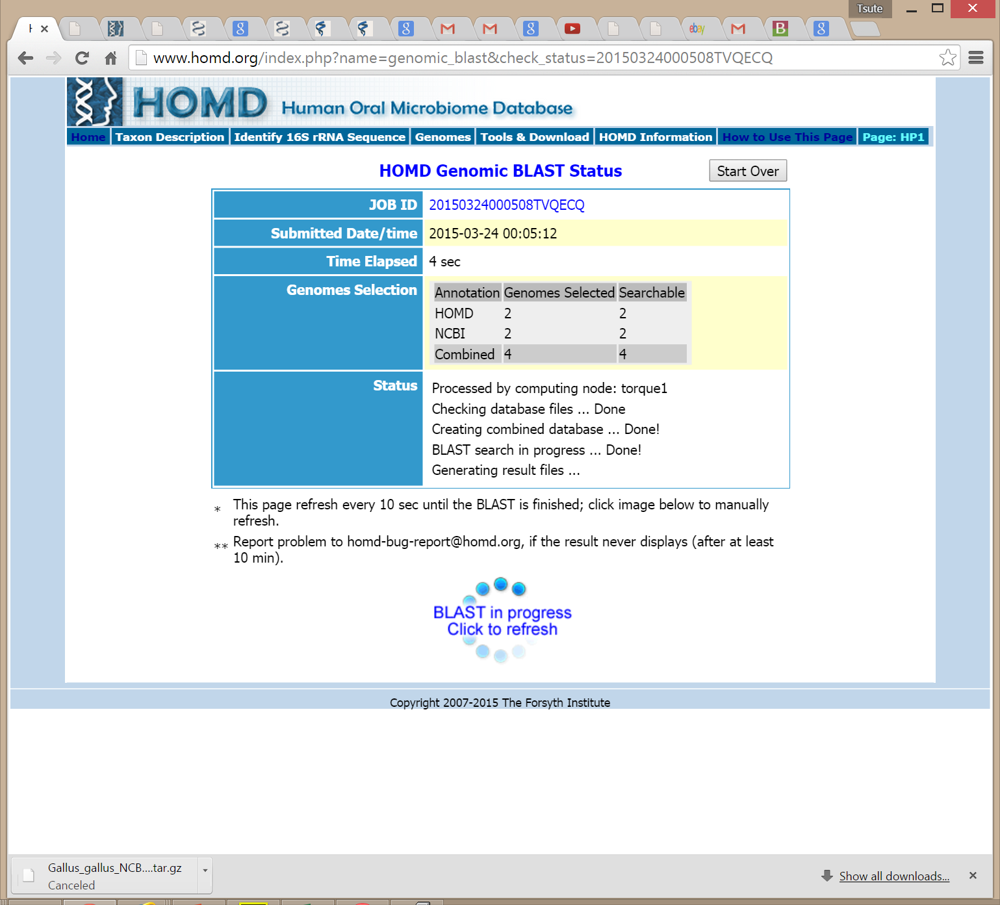 Tsute
www.homd.org/index.php?name=genomic_blast&check_status=20150324000508TVQECQ
HOMD Human Oral Microbiome Database
Home Taxon Description Identify 16S rRNA Sequence Genomes Tools & Download HOMD Information How to Use This Page Page: HP1
HOMD Genomic BLAST Status Start Over
JOB ID 20150324000508TVQECQ
Submitted Date/time 2015-03-24 00:05:12
Time Elapsed 4 sec
Genomes Selection
Annotation Genomes Selected Searchable
HOMD 2 2
NCBI 2 2
Combined 4 4
Status
Processed by computing node: torque1
Checking database files ... Done
Creating combined database ... Done!
BLAST search in progress ... Done!
Generating result files ...
* This page refresh every 10 sec until the BLAST is finished; click image below to manually
refresh.
** Report problem to homd-bug-report@homd.org, if the result never displays (after at least
10 min).
BLAST in progress
Click to refresh
Copyright 2007-2015 The Forsyth Institute
Gallus_gallus_NCB....tar.gz
Canceled
Show all downloads...